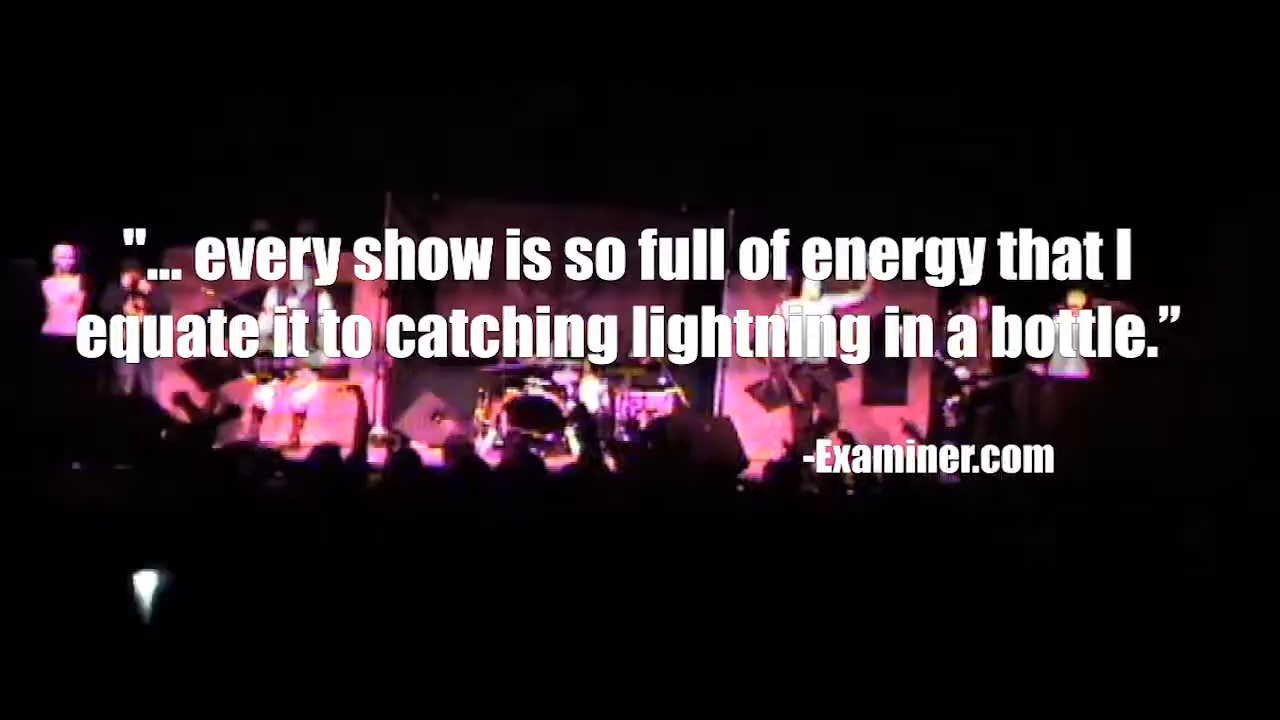 "... every show is so full of energy that I
equate it to catching lightning in a bottle.”
-Examiner.com